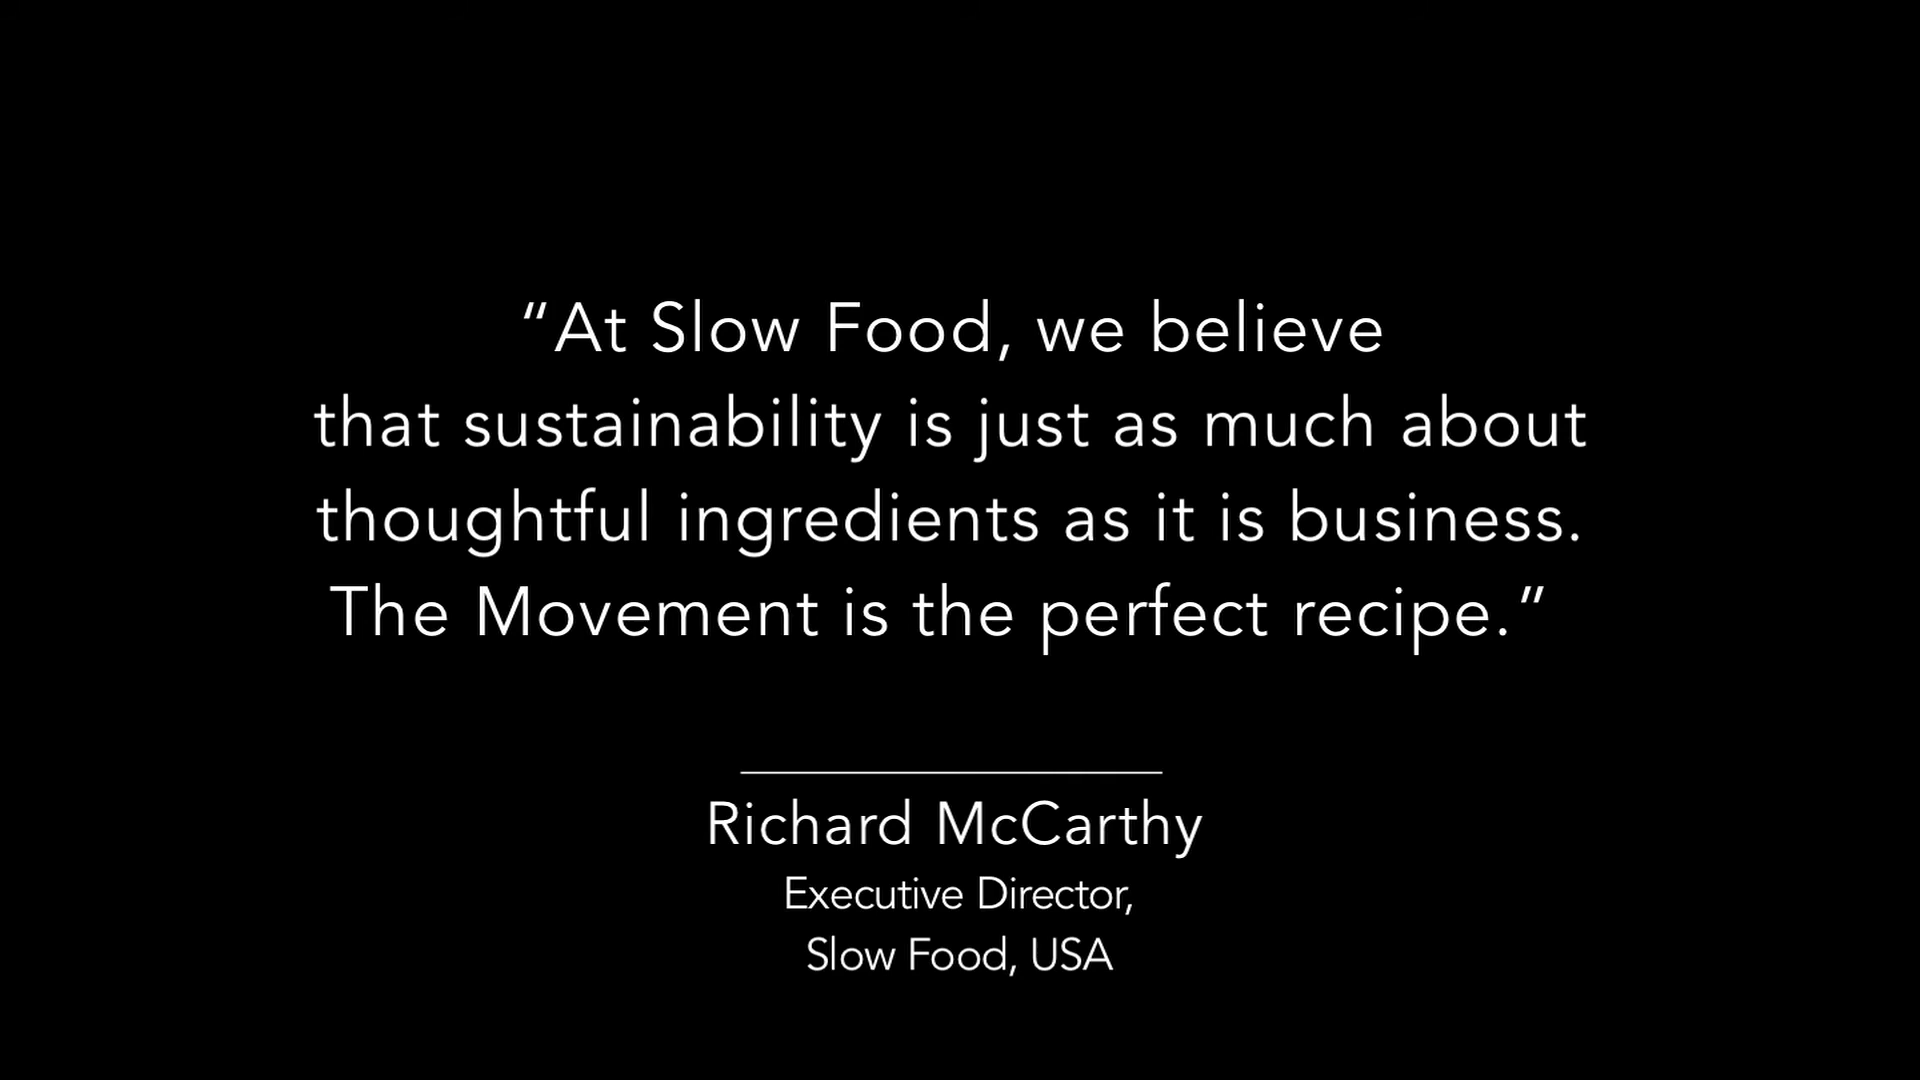 “At Slow Food, we believe
that sustainability is just as much about
thoughtful ingredients as it is business.
The Movement is the perfect recipe.”
Richard McCarthy
Executive Director,
Slow Food, USA